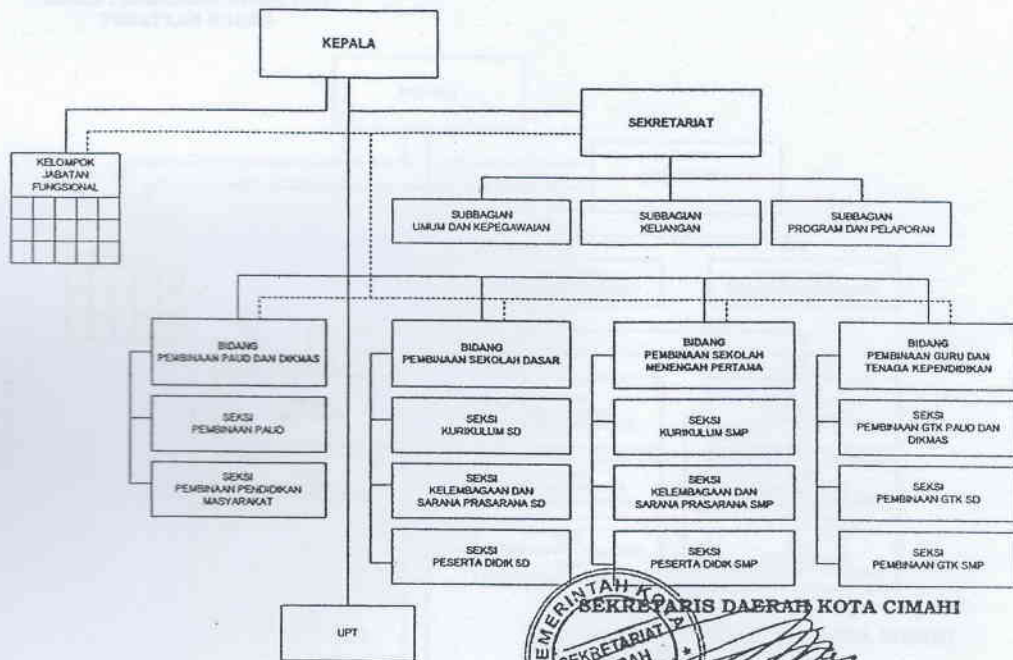 KEPALA
SEKRETARIAT
KELOMPOK
JABATAN
FUNGSIONAL
SUBBAGIAN
UMUM DAN KEPEGAWAIAN
SUBBAGIAN
KEUANGAN
SUBBAGIAN
PROGRAM DAN PELAPORAN
BIDANG
PEMBINAAN PAUD DAN DIKMAS
SEKSI
PEMBINAAN PAUD
SEKSI
PEMBINAAN PENDIDIKAN
MASYARAKAT
BIDANG
PEMBINAAN SEKOLAH DASAR
SEKSI
KURIKULUM SD
SEKSI
KELEMBAGAAN DAN
SARANA PRASARANA SD
SEKSI
PESERTA DIDIK SD
BIDANG
PEMBINAAN SEKOLAH
MENENGAH PERTAMA
SEKSI
KURIKULUM SMP
SEKSI
KELEMBAGAAN DAN
SARANA PRASARANA SMP
SEKSI
PESERTA DIDIK SMP
BIDANG
PEMBINAAN GURU DAN
TENAGA KEPENDIDIKAN
SEKSI
PEMBINAAN GTK PAUD DAN
DIKMAS
SEKSI
PEMBINAAN GTK SD
SEKSI
PEMBINAAN GTK SMP
UPT
SEKRETARIS DAERAH KOTA CIMAHI
EMERINTAH KOTA
SEKRETARIAT